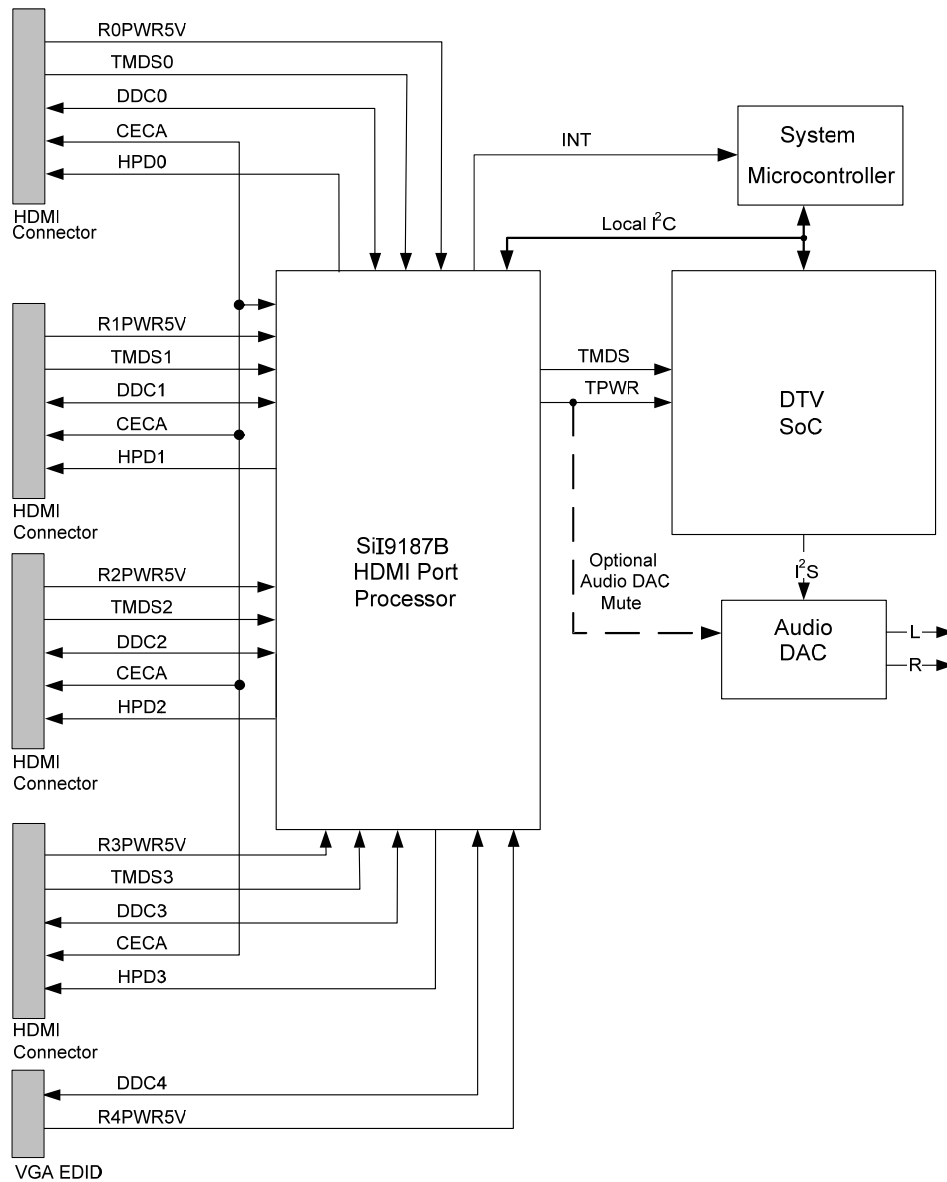 R0PWR5V
TMDS0
DDC0
CECA
HPD0
HDMI
Connector
R1PWR5V
TMDS1
DDC1
CECA
HPD1
HDMI
Connector
R2PWR5V
TMDS2
DDC2
CECA
HPD2
HDMI
Connector
R3PWR5V
TMDS3
DDC3
CECA
HPD3
HDMI
Connector
DDC4
R4PWR5V
VGA EDID
SiI9187B
HDMI Port
Processor
INT
System
Microcontroller
Local I²C
TMDS
TPWR
DTV
SoC
Optional
Audio DAC
Mute
I²S
Audio
DAC
L
R